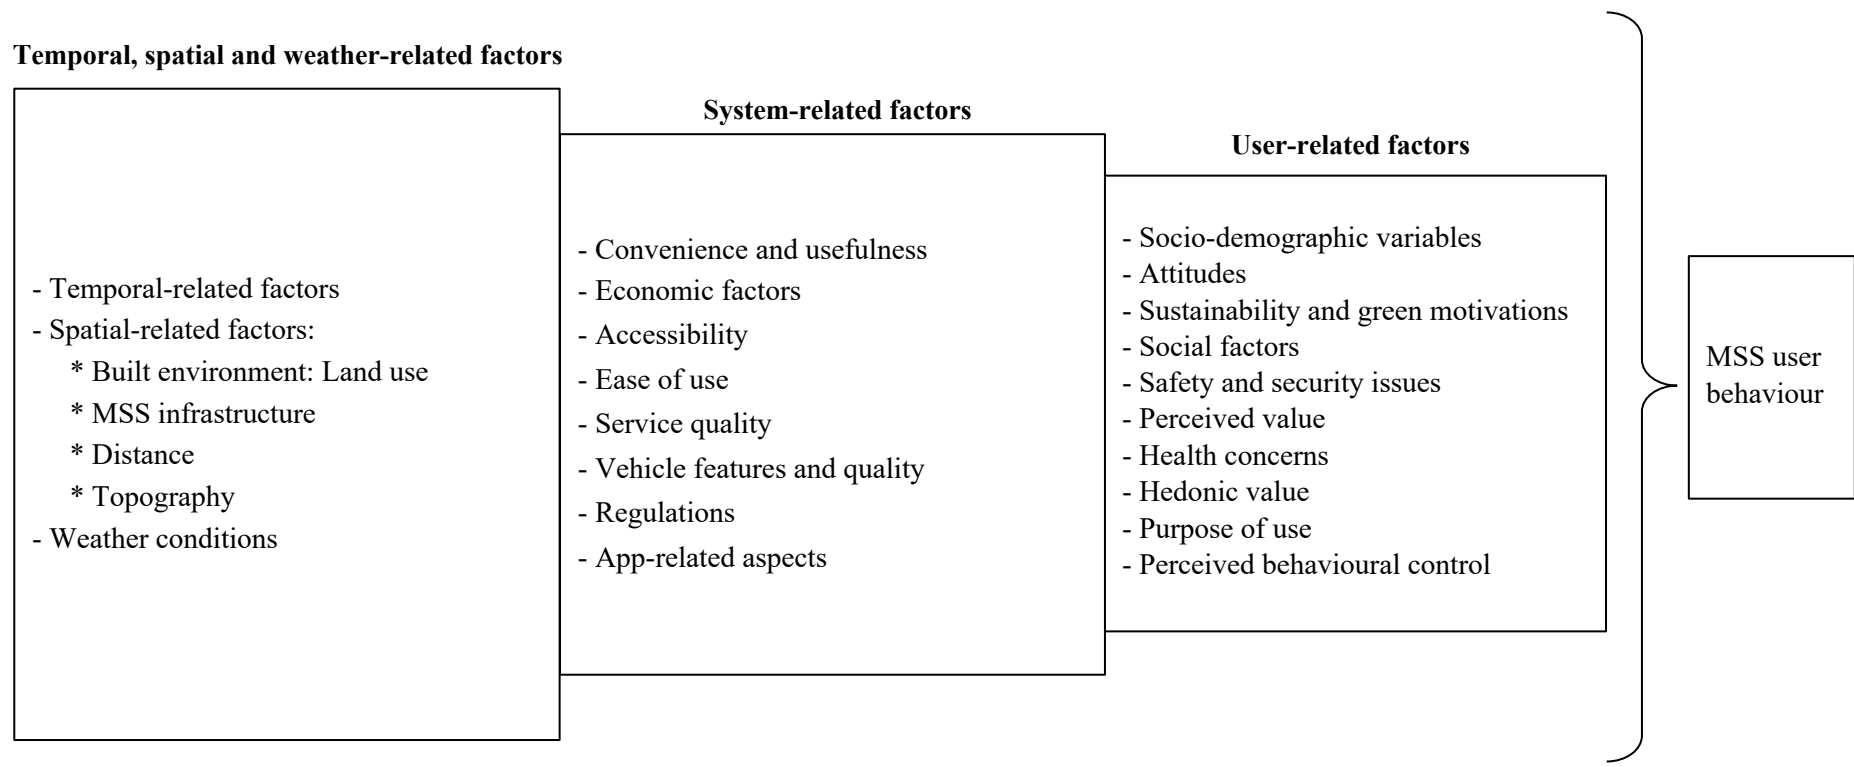 Temporal, spatial and weather-related factors
- Temporal-related factors
- Spatial-related factors:
* Built environment: Land use
* MSS infrastructure
* Distance
* Topography
- Weather conditions
System-related factors
- Convenience and usefulness
- Economic factors
- Accessibility
- Ease of use
- Service quality
- Vehicle features and quality
- Regulations
- App-related aspects
User-related factors
- Socio-demographic variables
- Attitudes
- Sustainability and green motivations
- Social factors
- Safety and security issues
- Perceived value
- Health concerns
- Hedonic value
- Purpose of use
- Perceived behavioural control
MSS user
behaviour